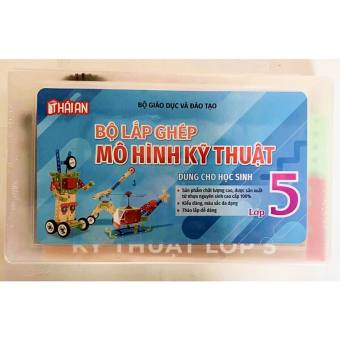 THÁI AN
BỘ GIÁO DỤC VÀ ĐÀO TẠO
BỘ LẮP GHÉP
MÔ HÌNH KỸ THUẬT
DÙNG CHO HỌC SINH
• Sản phẩm chất lượng cao, được sản xuất
từ nhựa nguyên sinh cao cấp 100%.
• Kiểu dáng, màu sắc đa dạng
• Tháo lắp dễ dàng
Lớp 5
KỸ THUẬT LỚP 5